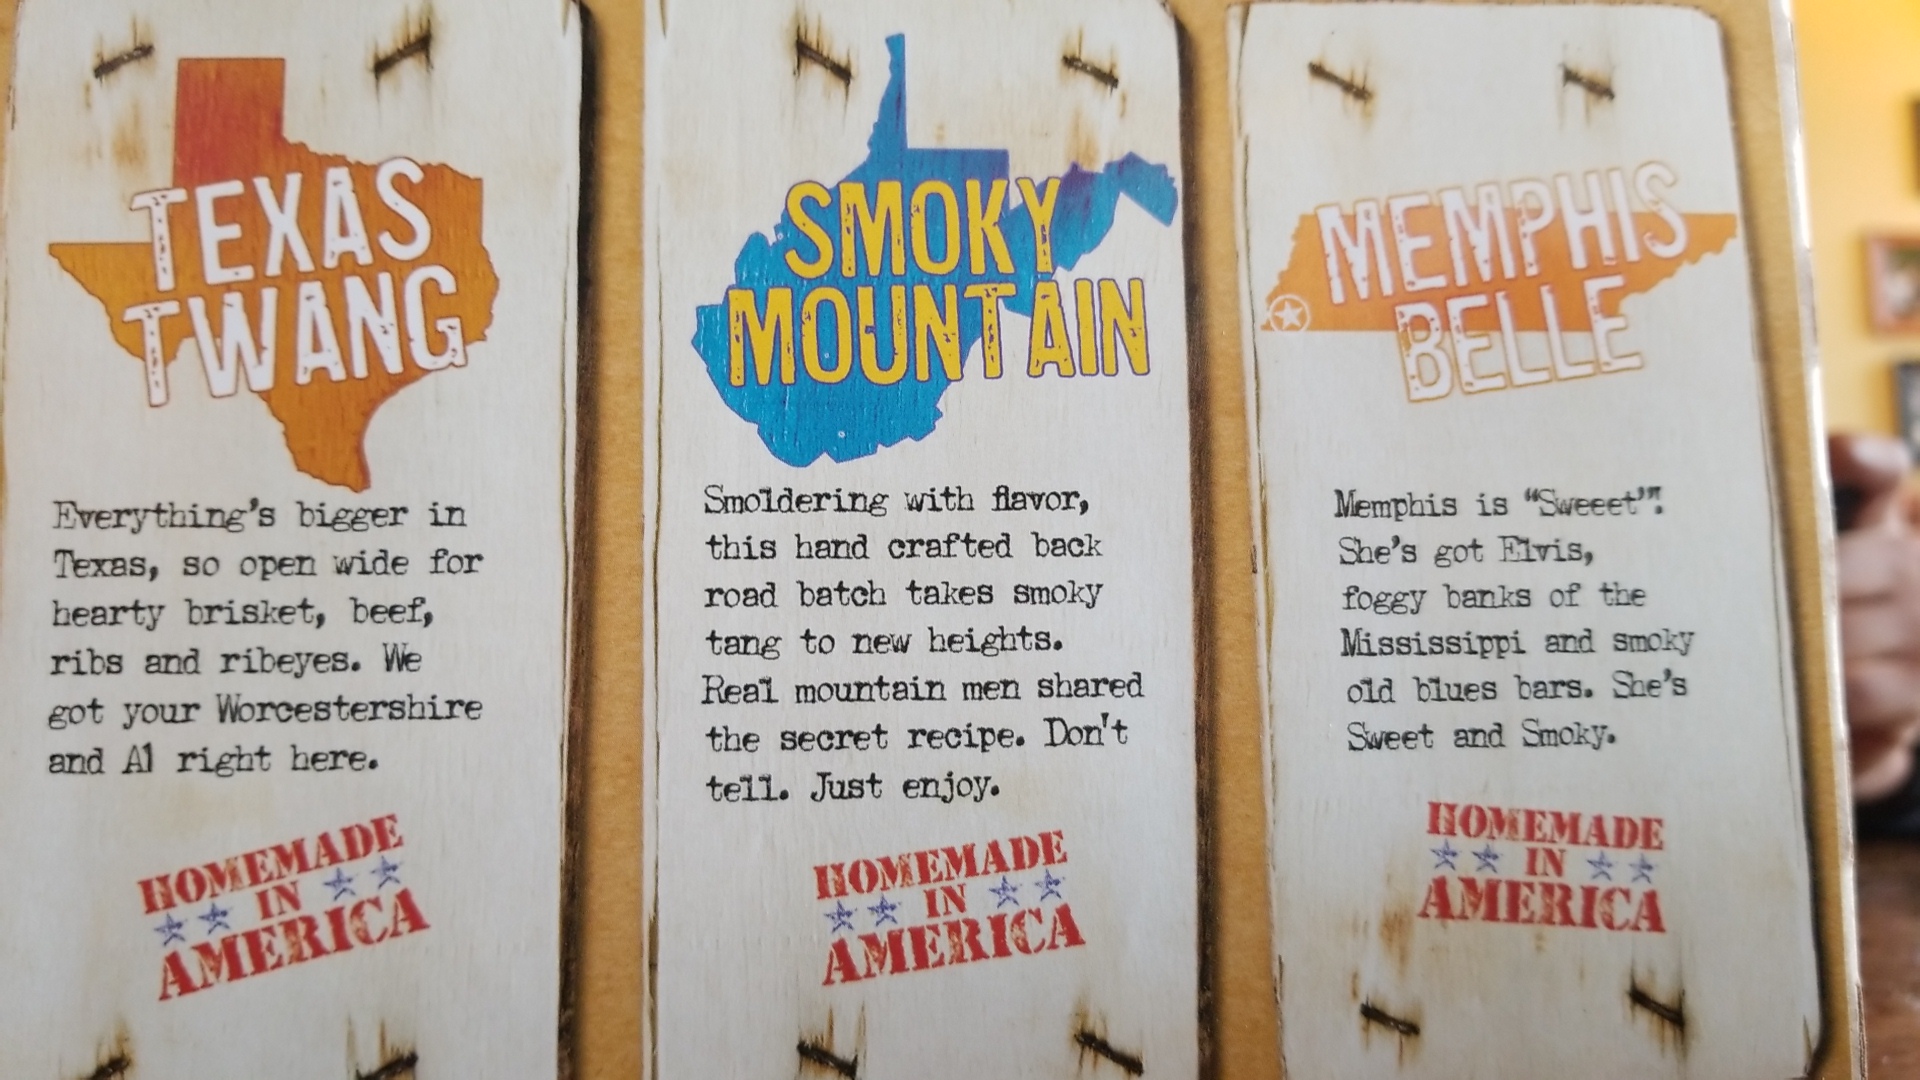 TEXAS
TWANG
Everything's bigger in
Texas, so open wide for
hearty brisket, beef,
ribs and ribeyes. We
got your Worcestershire
and A1 right here.
HOMEMADE
IN
AMERICA
SMOKY
MOUNTAIN
Smoldering with flavor,
this hand crafted back
road batch takes smoky
tang to new heights.
Real mountain men shared
the secret recipe. Don't
tell. Just enjoy.
HOMEMADE
IN
AMERICA
MEMPHIS
BELLE
Memphis is “Sweeet”!
She's got Elvis,
foggy banks of the
Mississippi and smoky
old blues bars. She's
Sweet and Smoky.
HOMEMADE
IN
AMERICA